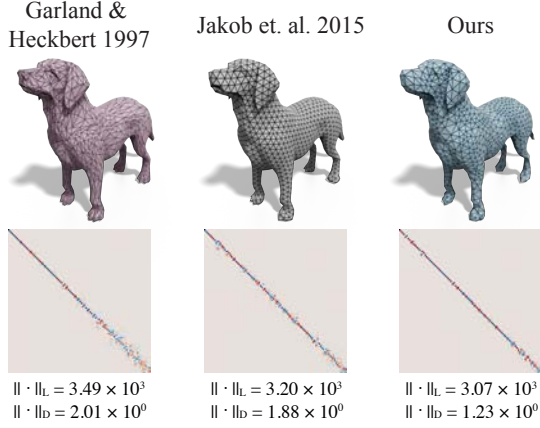 Garland &
Heckbert 1997
Jakob et. al. 2015
Ours
|| · ||L = 3.49 × 10³
|| · ||D = 2.01 × 10⁰
|| · ||L = 3.20 × 10³
|| · ||D = 1.88 × 10⁰
|| · ||L = 3.07 × 10³
|| · ||D = 1.23 × 10⁰